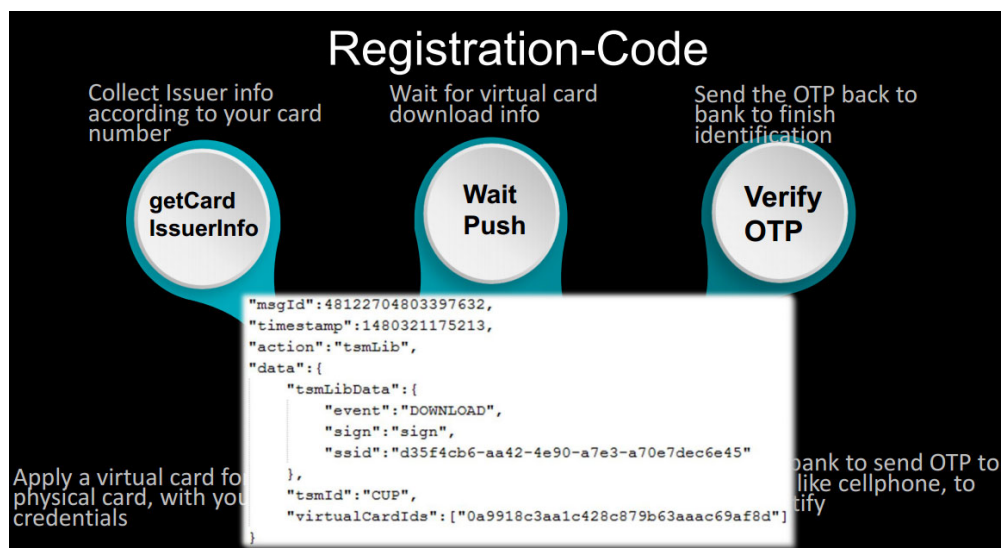 Registration-Code
Collect Issuer info
according to your card
number
Wait for virtual card
download info
Send the OTP back to
bank to finish
identification
getCard
IssuerInfo
Wait
Push
Verify
OTP
"msgId":48122704803397632,
"timestamp":1480321175213,
"action":"tsmLib",
"data":{
"tsmLibData":{
"event":"DOWNLOAD",
"sign":"sign",
"ssid":"d35f4cb6-aa42-4e90-a7e3-a70e7dec6e45"
},
"tsmId":"CUP",
"virtualCardIds":["0a9918c3aa1c428c879b63aaac69af8d"]
}
Apply a virtual card fo
physical card, with you
credentials
bank to send OTP to
like cellphone, to
tify